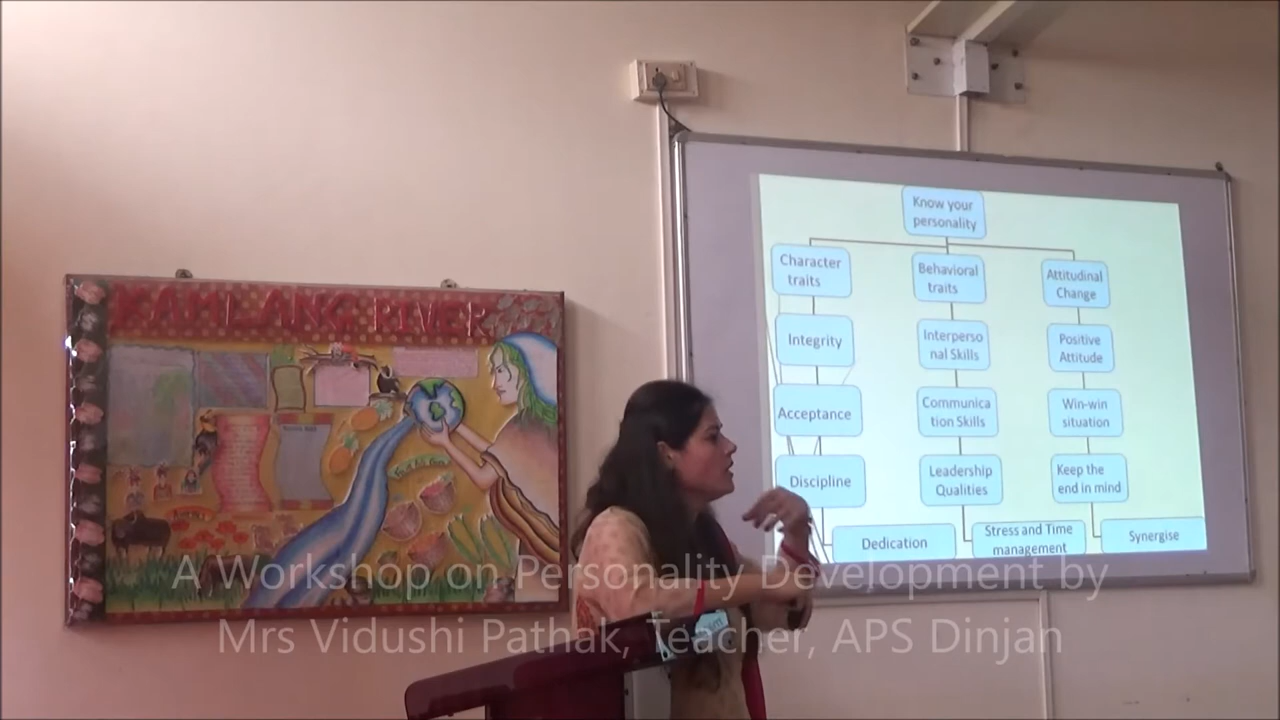 KAMLANG RIVER
Know your
personality
Character
traits
Behavioral
traits
Attitudinal
Change
Integrity
Interperso
nal Skills
Positive
Attitude
Acceptance
Communica
tion Skills
Win-win
situation
Discipline
Leadership
Qualities
Keep the
end in mind
Dedication
Stress and Time
management
Synergise
A Workshop on Personality Development by
Mrs Vidushi Pathak, Teacher, APS Dinjan